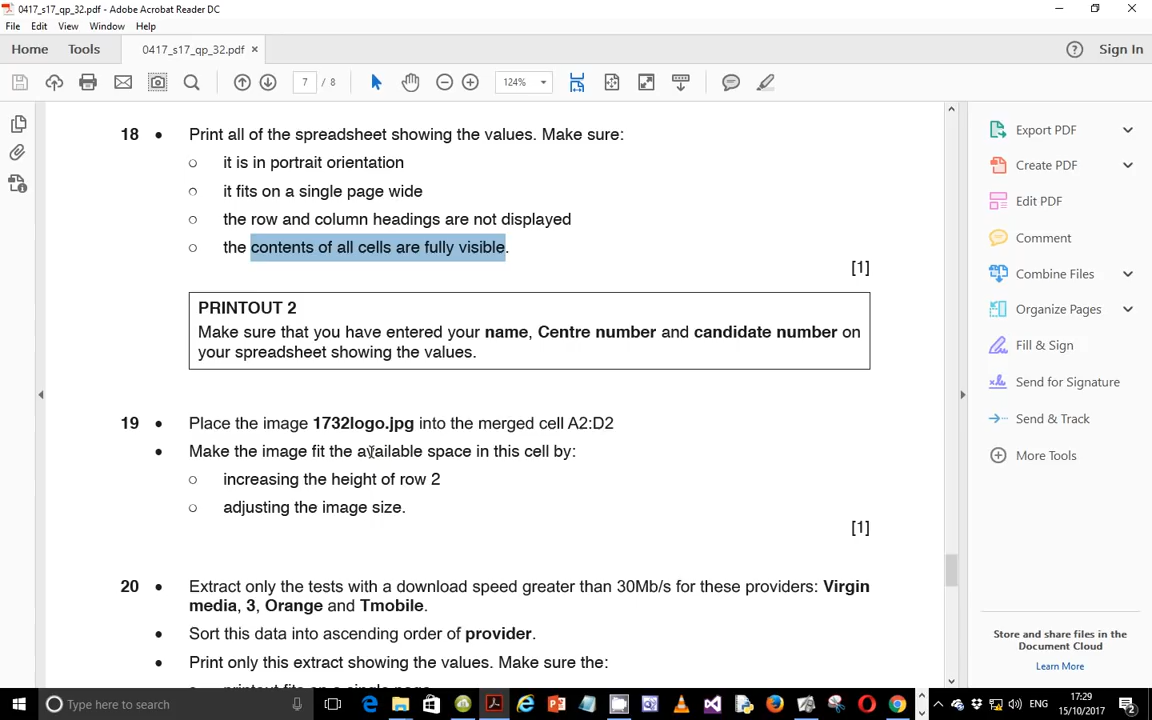 0417_s17_qp_32.pdf - Adobe Acrobat Reader DC
File Edit View Window Help
Home Tools 0417_s17_qp_32.pdf × Sign In
7 / 8 124%
18 • Print all of the spreadsheet showing the values. Make sure:
○ it is in portrait orientation
○ it fits on a single page wide
○ the row and column headings are not displayed
○ the contents of all cells are fully visible.
[1]
PRINTOUT 2
Make sure that you have entered your name, Centre number and candidate number on
your spreadsheet showing the values.
19 • Place the image 1732logo.jpg into the merged cell A2:D2
• Make the image fit the available space in this cell by:
○ increasing the height of row 2
○ adjusting the image size.
[1]
20 • Extract only the tests with a download speed greater than 30Mb/s for these providers: Virgin
media, 3, Orange and Tmobile.
• Sort this data into ascending order of provider.
• Print only this extract showing the values. Make sure the:
○ printout fits on a single page
Export PDF
Create PDF
Edit PDF
Comment
Combine Files
Organize Pages
Fill & Sign
Send for Signature
Send & Track
More Tools
Store and share files in the
Document Cloud
Learn More
Type here to search
ENG
17:29
15/10/2017
2